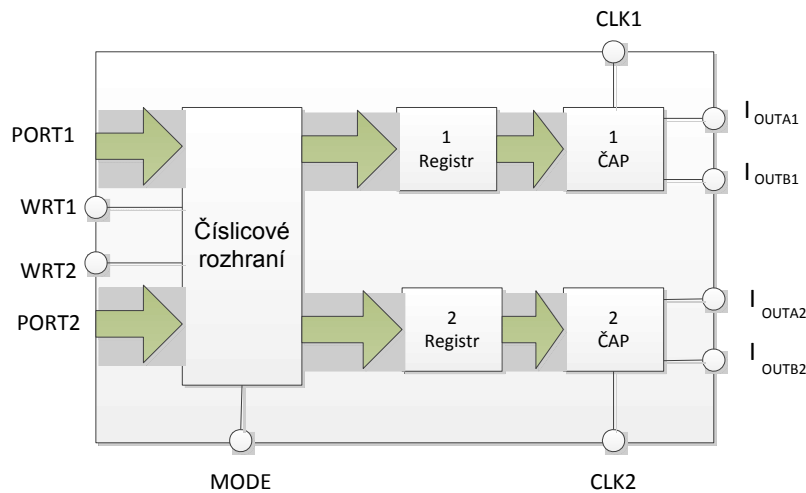 CLK1
PORT1
WRT1
WRT2
PORT2
Číslicové
rozhraní
1
Registr
1
ČAP
I OUTA1
I OUTB1
2
Registr
2
ČAP
I OUTA2
I OUTB2
MODE
CLK2